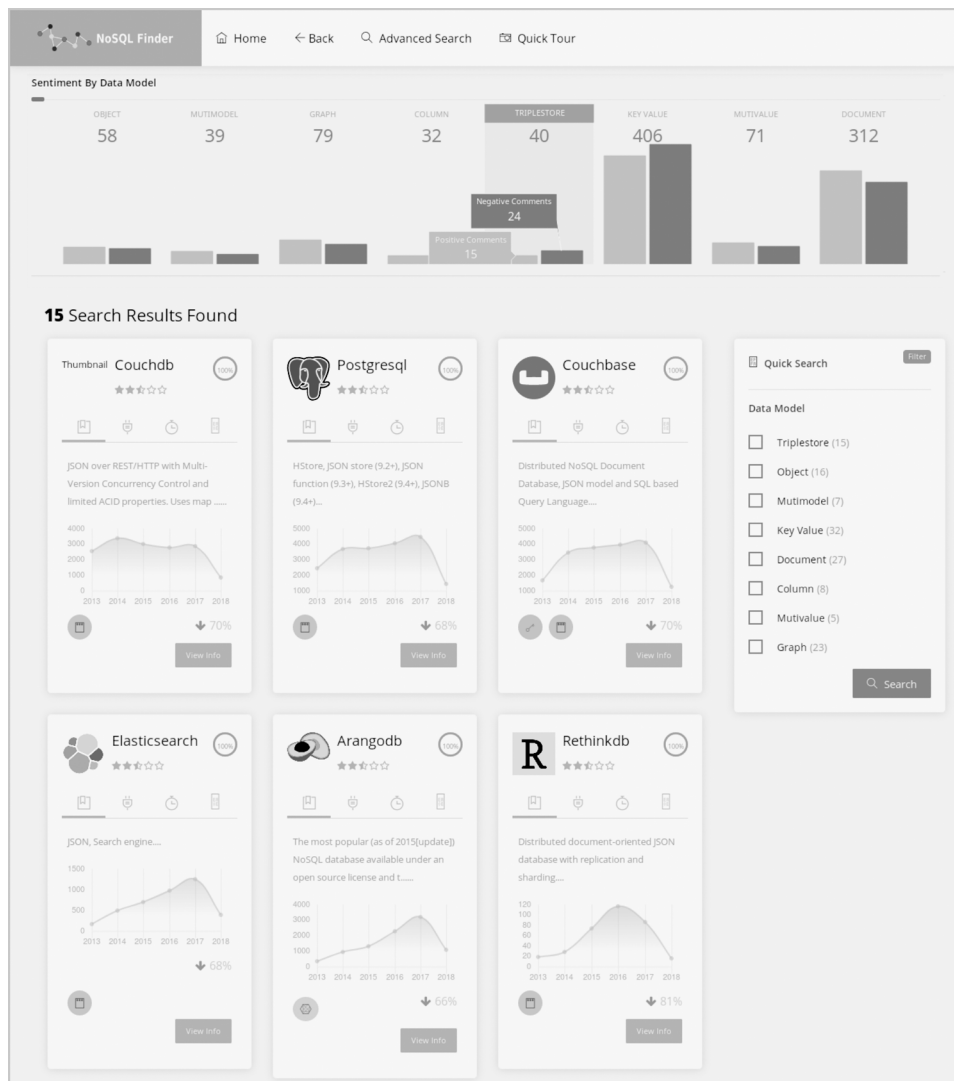 NoSQL Finder
Home
Back
Advanced Search
Quick Tour
Sentiment By Data Model
OBJECT
58
MUTIMODEL
39
GRAPH
79
COLUMN
32
TRIPLESTORE
40
KEY VALUE
406
MUTIVALUE
71
DOCUMENT
312
Negative Comments
24
Positive Comments
15
15 Search Results Found
Thumbnail
Couchdb
100%
JSON over REST/HTTP with Multi-
Version Concurrency Control and
limited ACID properties. Uses map ......
4000
3000
2000
1000
0
2013 2014 2015 2016 2017 2018
70%
View Info
Postgresql
100%
HStore, JSON store (9.2+), JSON
function (9.3+), HStore2 (9.4+), JSONB
(9.4+)...
5000
4000
3000
2000
1000
2013 2014 2015 2016 2017 2018
68%
View Info
Couchbase
100%
Distributed NoSQL Document
Database, JSON model and SQL based
Query Language....
5000
4000
3000
2000
1000
2013 2014 2015 2016 2017 2018
70%
View Info
Quick Search
Filter
Data Model
Triplestore (15)
Object (16)
Mutimodel (7)
Key Value (32)
Document (27)
Column (8)
Mutivalue (5)
Graph (23)
Search
Elasticsearch
100%
JSON, Search engine....
1500
1000
500
0
2013 2014 2015 2016 2017 2018
68%
View Info
Arangodb
100%
The most popular (as of 2015[update])
NoSQL database available under an
open source license and t......
4000
3000
2000
1000
0
2013 2014 2015 2016 2017 2018
66%
View Info
R
Rethinkdb
100%
Distributed document-oriented JSON
database with replication and
sharding....
120
100
80
60
40
20
0
2013 2014 2015 2016 2017 2018
81%
View Info